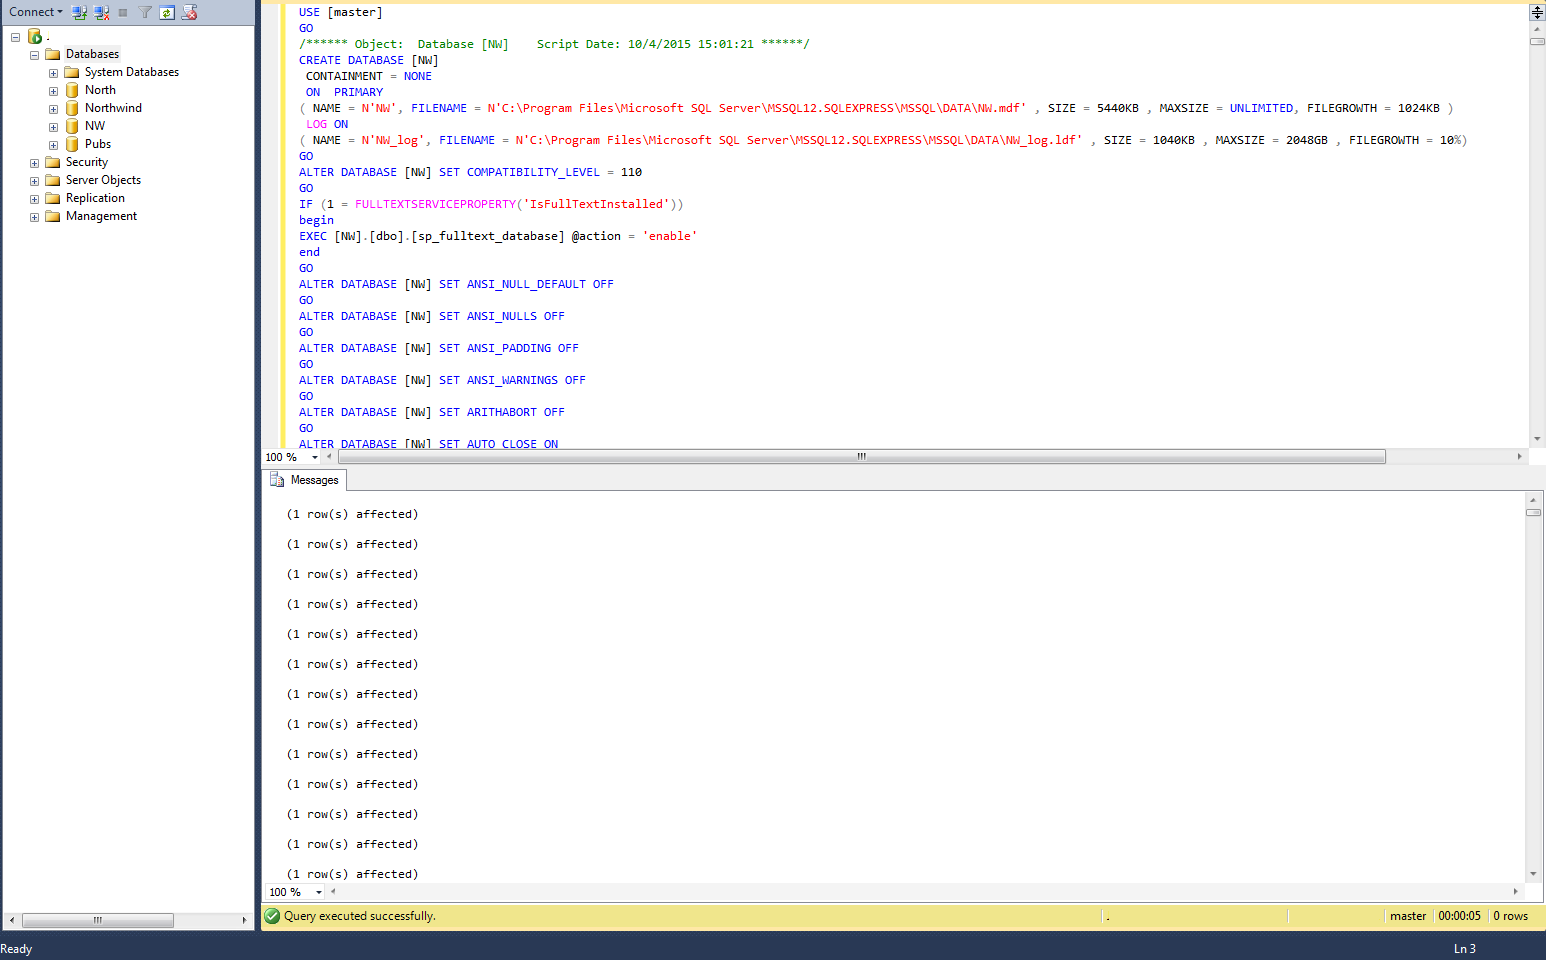 Connect
.
Databases
System Databases
North
Northwind
NW
Pubs
Security
Server Objects
Replication
Management
USE [master]
GO
/****** Object:  Database [NW]    Script Date: 10/4/2015 15:01:21 ******/
CREATE DATABASE [NW]
 CONTAINMENT = NONE
 ON  PRIMARY
( NAME = N'NW', FILENAME = N'C:\Program Files\Microsoft SQL Server\MSSQL12.SQLEXPRESS\MSSQL\DATA\NW.mdf' , SIZE = 5440KB , MAXSIZE = UNLIMITED, FILEGROWTH = 1024KB )
 LOG ON
( NAME = N'NW_log', FILENAME = N'C:\Program Files\Microsoft SQL Server\MSSQL12.SQLEXPRESS\MSSQL\DATA\NW_log.ldf' , SIZE = 1040KB , MAXSIZE = 2048GB , FILEGROWTH = 10%)
GO
ALTER DATABASE [NW] SET COMPATIBILITY_LEVEL = 110
GO
IF (1 = FULLTEXTSERVICEPROPERTY('IsFullTextInstalled'))
begin
EXEC [NW].[dbo].[sp_fulltext_database] @action = 'enable'
end
GO
ALTER DATABASE [NW] SET ANSI_NULL_DEFAULT OFF
GO
ALTER DATABASE [NW] SET ANSI_NULLS OFF
GO
ALTER DATABASE [NW] SET ANSI_PADDING OFF
GO
ALTER DATABASE [NW] SET ANSI_WARNINGS OFF
GO
ALTER DATABASE [NW] SET ARITHABORT OFF
GO
ALTER DATABASE [NW] SET AUTO_CLOSE ON
100 %
Messages
(1 row(s) affected)
(1 row(s) affected)
(1 row(s) affected)
(1 row(s) affected)
(1 row(s) affected)
(1 row(s) affected)
(1 row(s) affected)
(1 row(s) affected)
(1 row(s) affected)
(1 row(s) affected)
(1 row(s) affected)
(1 row(s) affected)
(1 row(s) affected)
100 %
Query executed successfully. . master 00:00:05 0 rows
Ready Ln 3